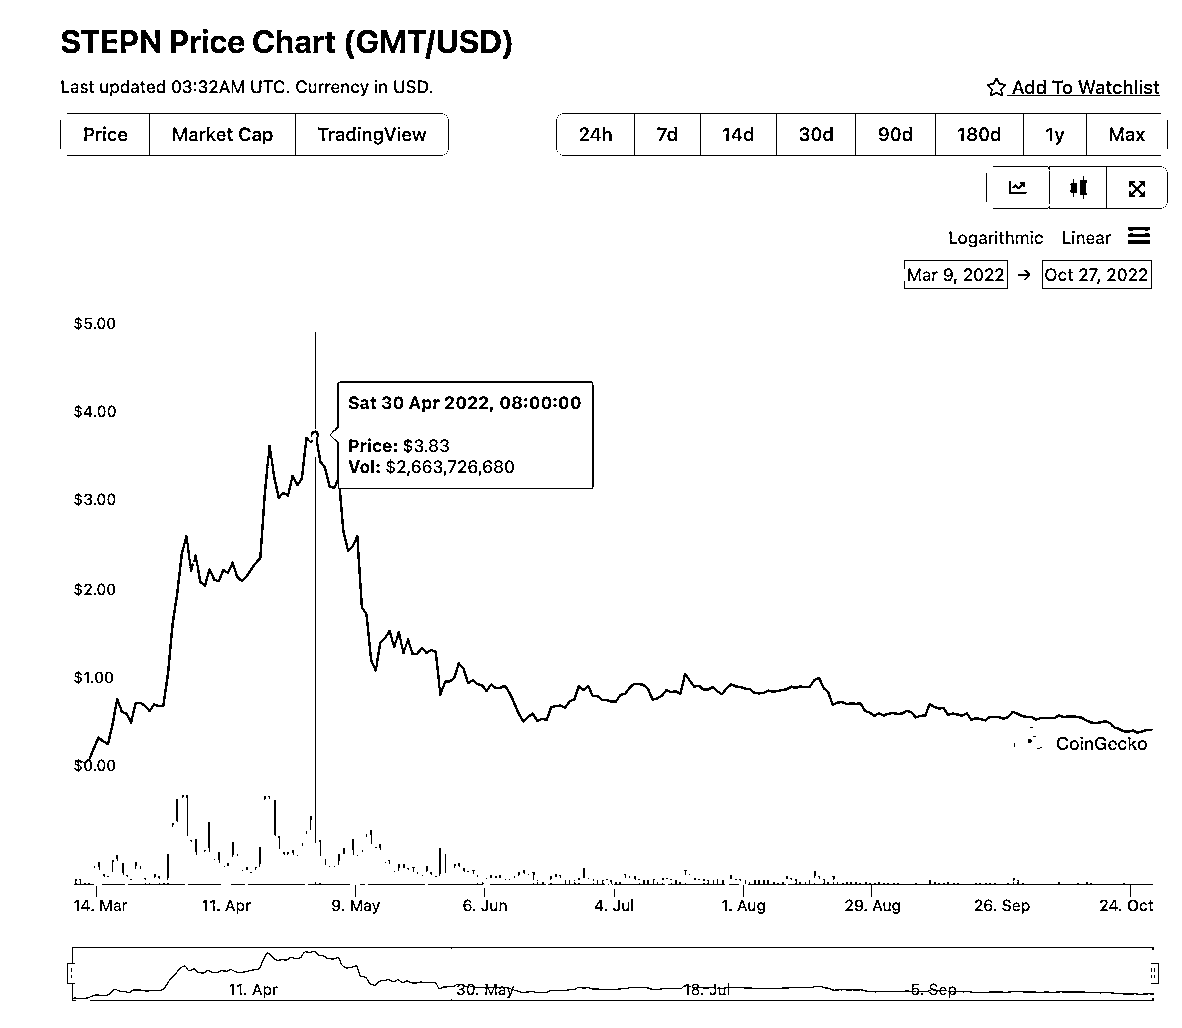 STEPN Price Chart (GMT/USD)
Last updated 03:32AM UTC. Currency in USD.
Add To Watchlist
Price Market Cap TradingView
24h 7d 14d 30d 90d 180d 1y Max
Logarithmic Linear
Mar 9, 2022 → Oct 27, 2022
$5.00
Sat 30 Apr 2022, 08:00:00
$4.00
Price: $3.83
Vol: $2,663,726,680
$3.00
$2.00
$1.00
CoinGecko
$0.00
14. Mar 11. Apr 9. May 6. Jun 4. Jul 1. Aug 29. Aug 26. Sep 24. Oct
11. Apr 30. May 18. Jul 5. Sep